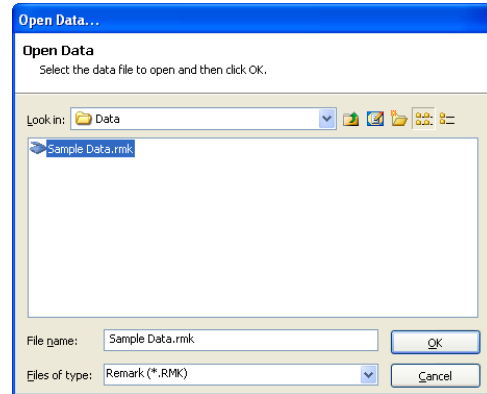 Open Data...
Open Data
Select the data file to open and then click OK.
Look in: Data
Sample Data.rmk
File name: Sample Data.rmk OK
Files of type: Remark (*.RMK) Cancel